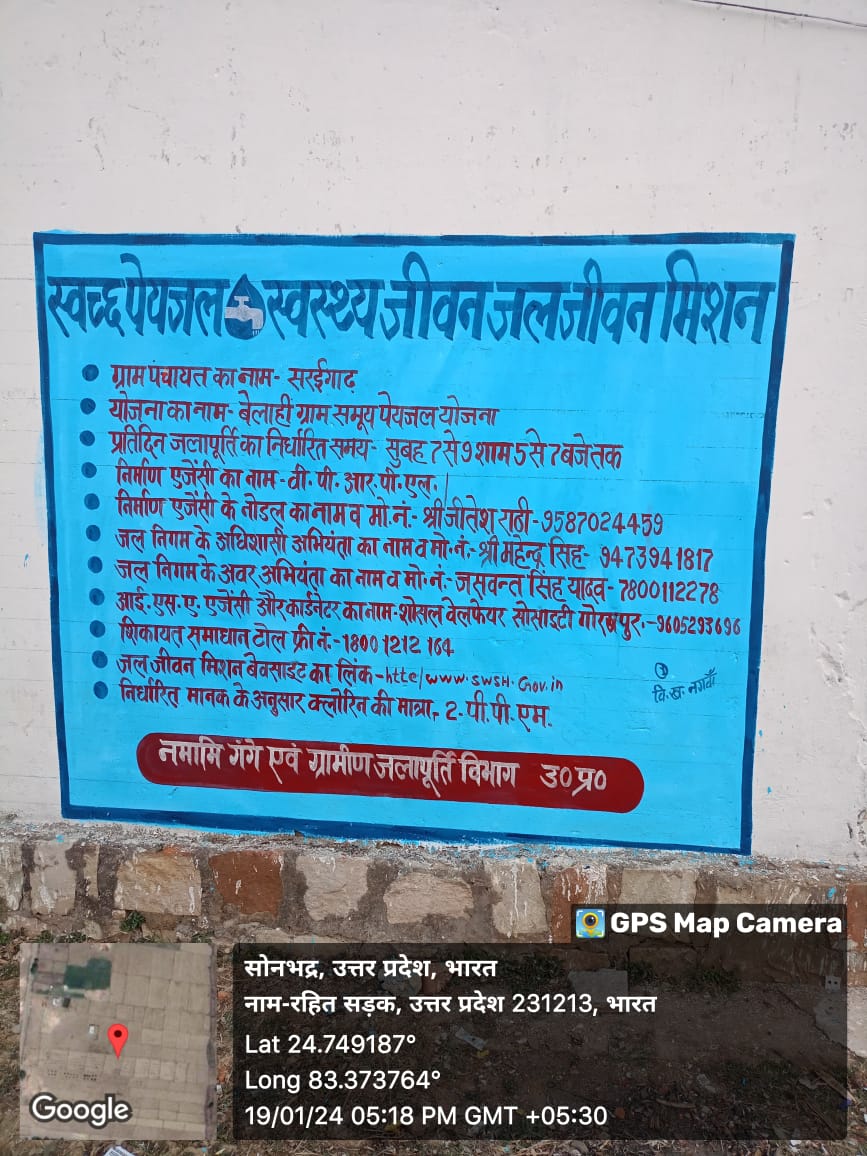 स्वच्छ पेयजल स्वस्थ्य जीवन जल जीवन मिशन
ग्राम पंचायत का नाम- सरईगाढ़
योजना का नाम- बेलाही ग्राम समूय पेयजल योजना
प्रतिदिन जलापूर्ति का निर्धारित समय- सुबह 7 से 9 शाम 5 से 7 बजे तक
निर्माण एजेंसी का नाम- वी. पी. आर. पी. एल.
निर्माण एजेंसी के नोडल का नाम व मो.नं.- श्री जीतेश राठी-9587024459
जल निगम के अधिशासी अभियंता का नाम व मो.नं.- श्री महेन्द्र सिंह- 9473941817
जल निगम के अवर अभियंता का नाम व मो.नं.- जसवन्त सिंह यादव- 7800112278
आई. एस. ए. एजेंसी और कार्डनेटर का नाम-शोसल वेलफेयर सोसाइटी गोरखपुर.-9605293696
शिकायत समाधान टोल फ्री नं.-1800 1212 164
जल जीवन मिशन बेवसाइट का लिंक-htte/www.swsH.Gov.in
निर्धारित मानक के अनुसार क्लोरिन की मात्रा,- 2. पी. पी. एम.
वि.ख. नगवाँ
नमामि गंगे एवं ग्रामीण जलापूर्ति विभाग उ०प्र०
GPS Map Camera
सोनभद्र, उत्तर प्रदेश, भारत
नाम-रहित सड़क, उत्तर प्रदेश 231213, भारत
Lat 24.749187°
Long 83.373764°
19/01/24 05:18 PM GMT +05:30
Google